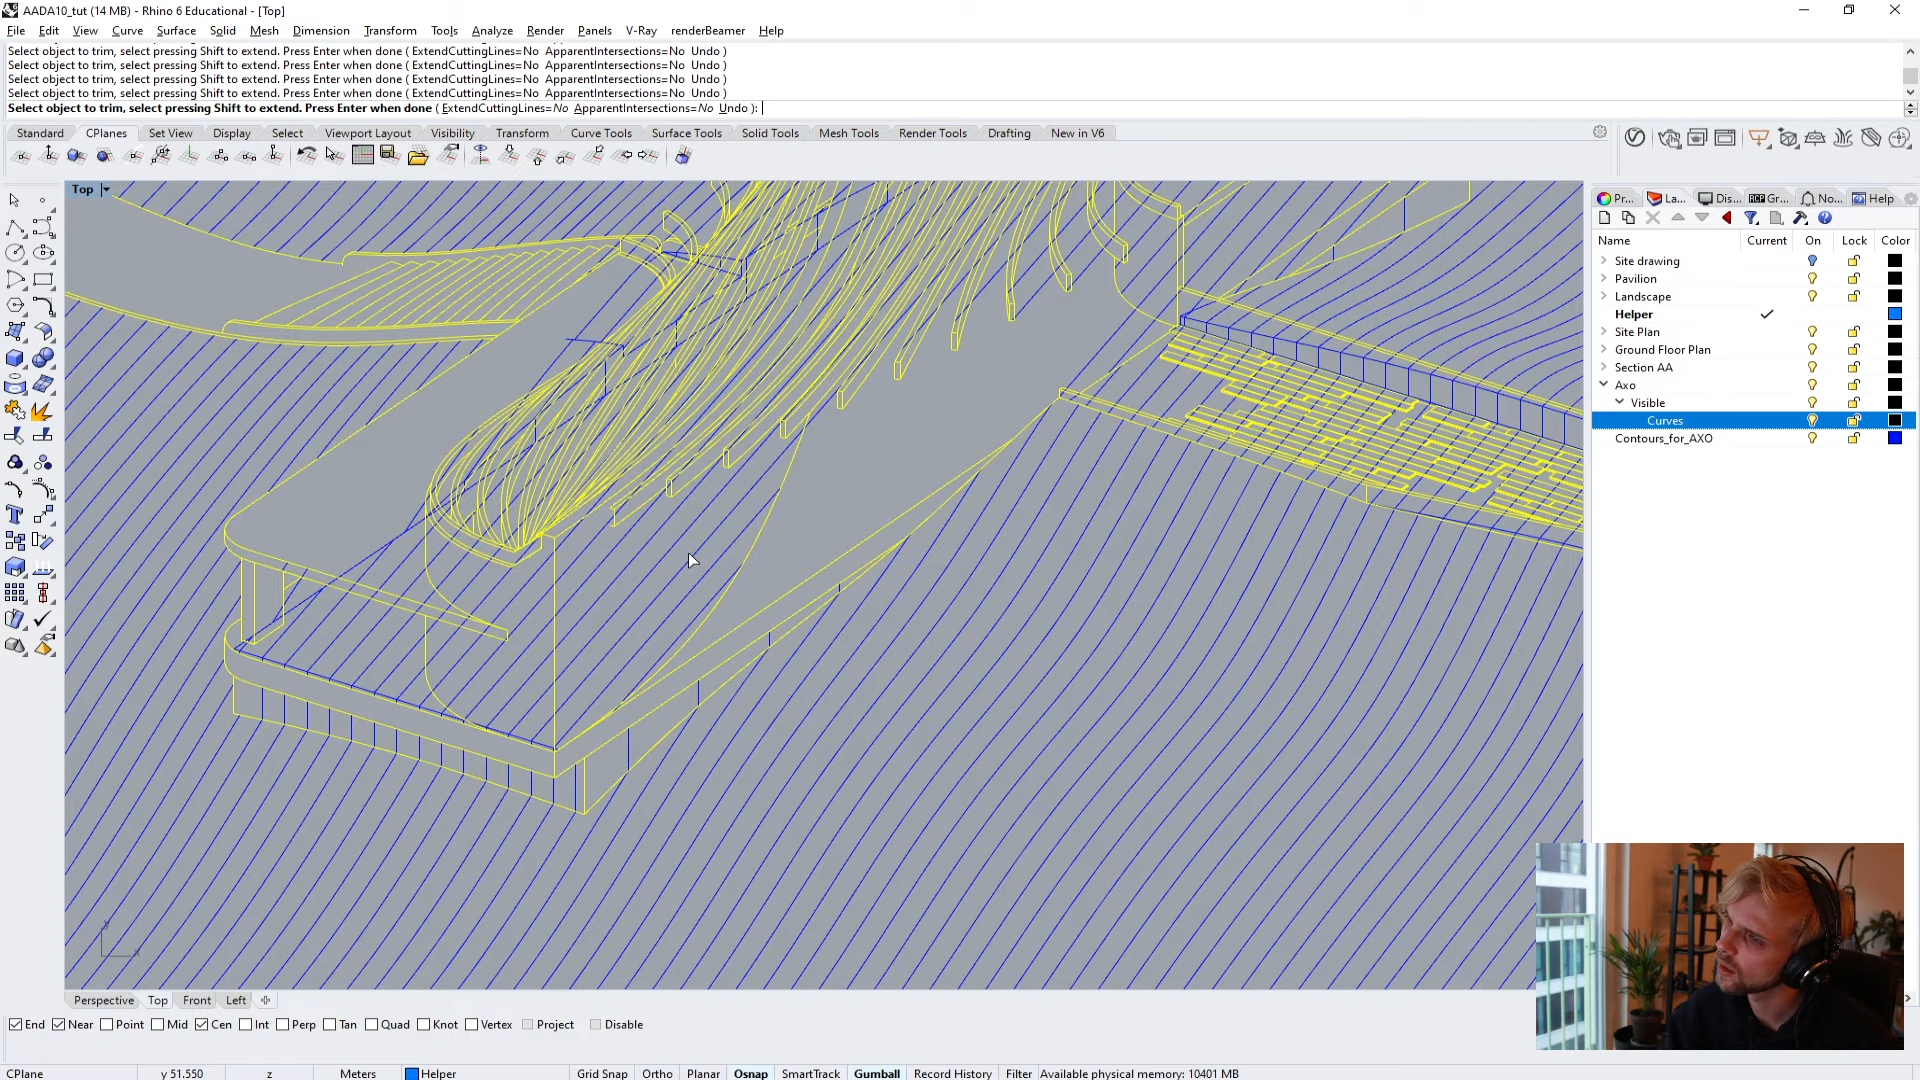 AADA10_tut (14 MB) - Rhino 6 Educational - [Top]
File Edit View Curve Surface Solid Mesh Dimension Transform Tools Analyze Render Panels V-Ray renderBeamer Help
Select object to trim, select pressing Shift to extend. Press Enter when done ( ExtendCuttingLines=No ApparentIntersections=No Undo )
Select object to trim, select pressing Shift to extend. Press Enter when done ( ExtendCuttingLines=No ApparentIntersections=No Undo )
Select object to trim, select pressing Shift to extend. Press Enter when done ( ExtendCuttingLines=No ApparentIntersections=No Undo )
Select object to trim, select pressing Shift to extend. Press Enter when done ( ExtendCuttingLines=No ApparentIntersections=No Undo )
Select object to trim, select pressing Shift to extend. Press Enter when done ( ExtendCuttingLines=No ApparentIntersections=No Undo ):
Standard CPlanes Set View Display Select Viewport Layout Visibility Transform Curve Tools Surface Tools Solid Tools Mesh Tools Render Tools Drafting New in V6
Top
Pr... La... Dis... Gr... No... Help
Name Current On Lock Color
Site drawing
Pavilion
Landscape
Helper
Site Plan
Ground Floor Plan
Section AA
Axo
Visible
Curves
Contours_for_AXO
y
x
Perspective Top Front Left
End Near Point Mid Cen Int Perp Tan Quad Knot Vertex Project Disable
CPlane y 51.550 z Meters Helper Grid Snap Ortho Planar Osnap SmartTrack Gumball Record History Filter Available physical memory: 10401 MB